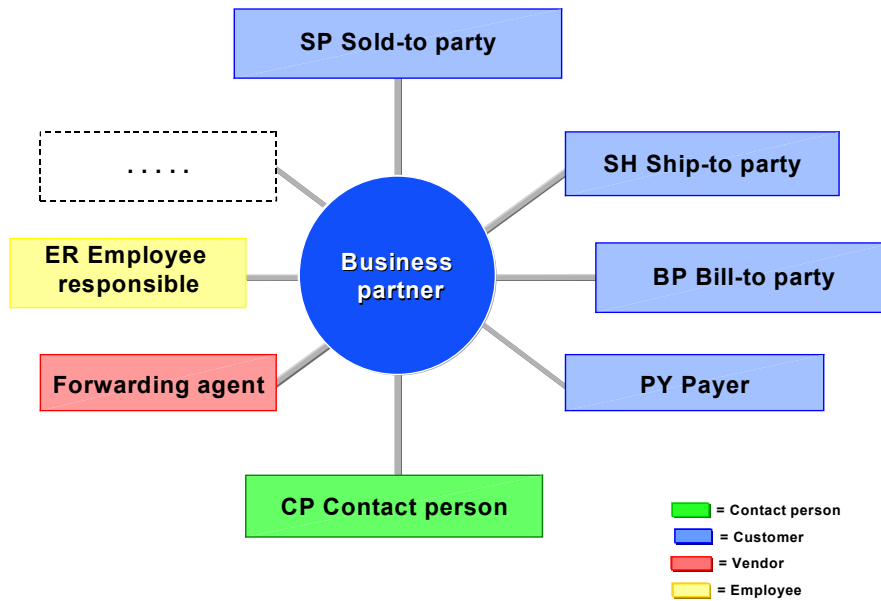 SP Sold-to party
. . . . .
SH Ship-to party
ER Employee
responsible
Business
partner
BP Bill-to party
Forwarding agent
PY Payer
CP Contact person
= Contact person
= Customer
= Vendor
= Employee